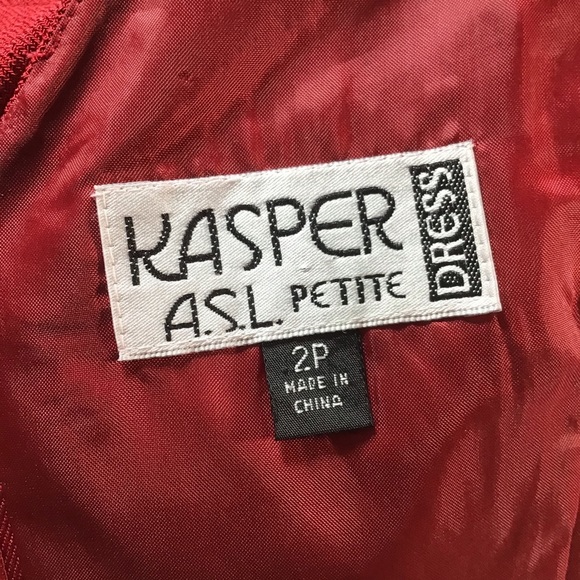 KASPER
A.S.L. PETITE
DRESS
2P
MADE IN
CHINA